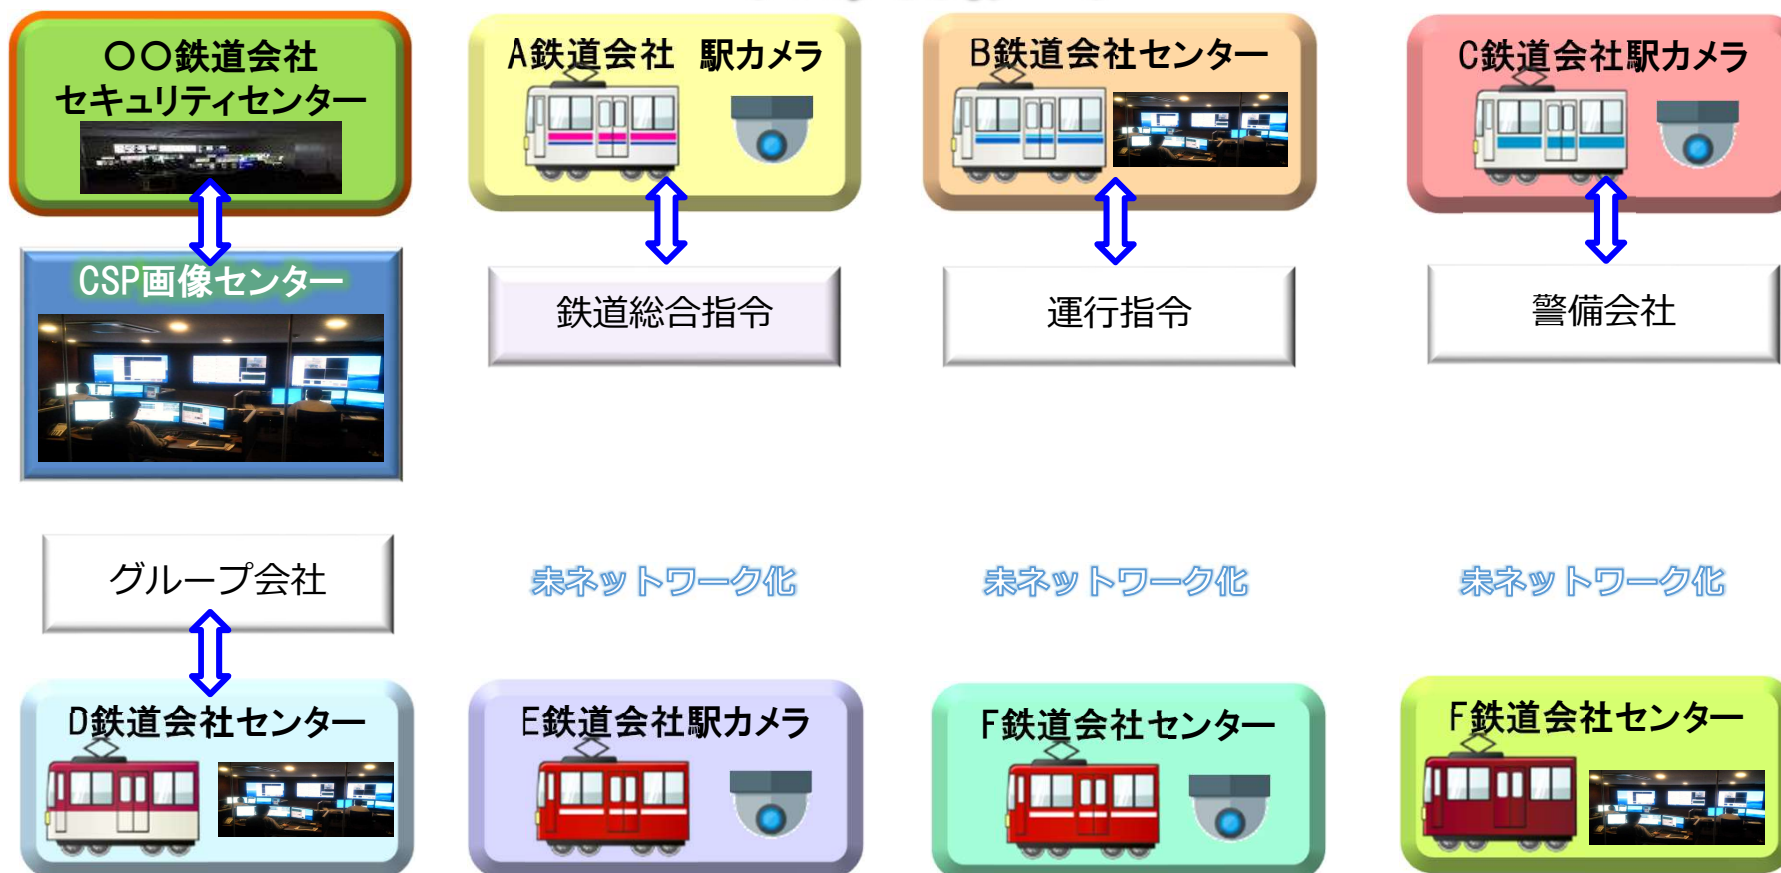 〇〇鉄道会社
セキュリティセンター
A鉄道会社 駅カメラ
B鉄道会社センター
C鉄道会社駅カメラ
CSP画像センター
鉄道総合指令
運行指令
警備会社
グループ会社
未ネットワーク化
未ネットワーク化
未ネットワーク化
D鉄道会社センター
E鉄道会社駅カメラ
F鉄道会社センター
F鉄道会社センター